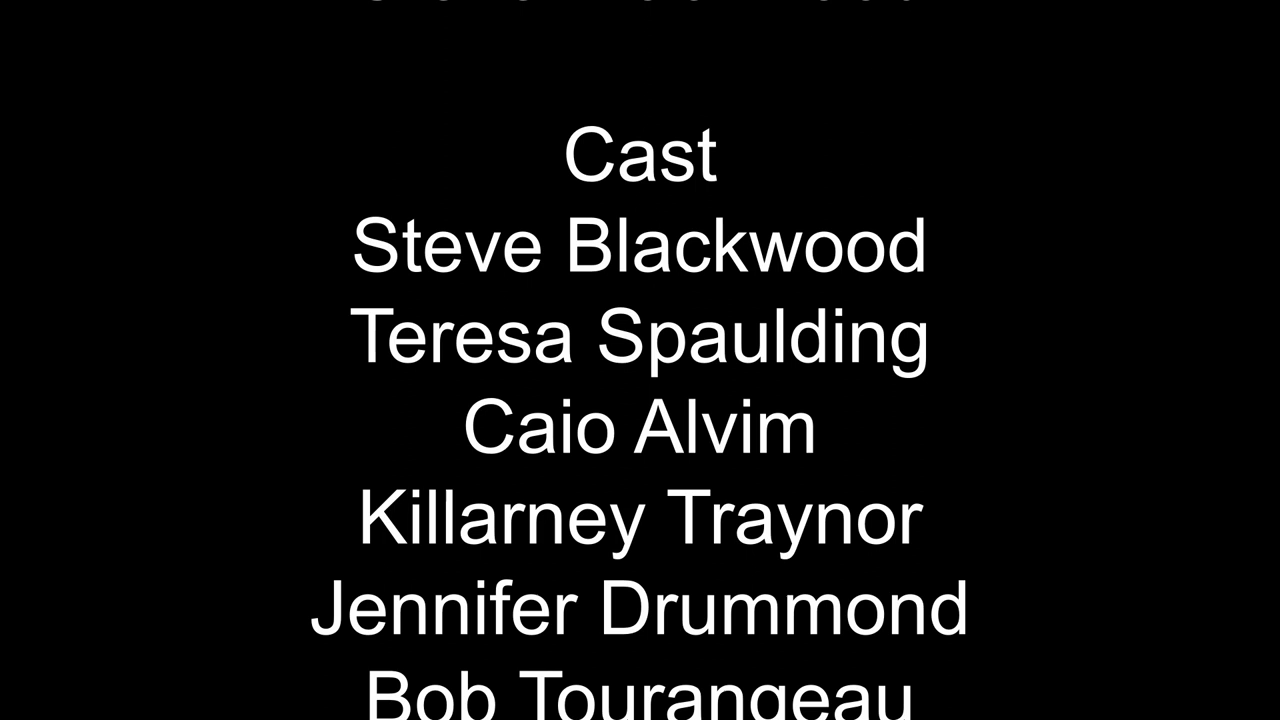 Cast
Steve Blackwood
Teresa Spaulding
Caio Alvim
Killarney Traynor
Jennifer Drummond
Bob Tourangeau